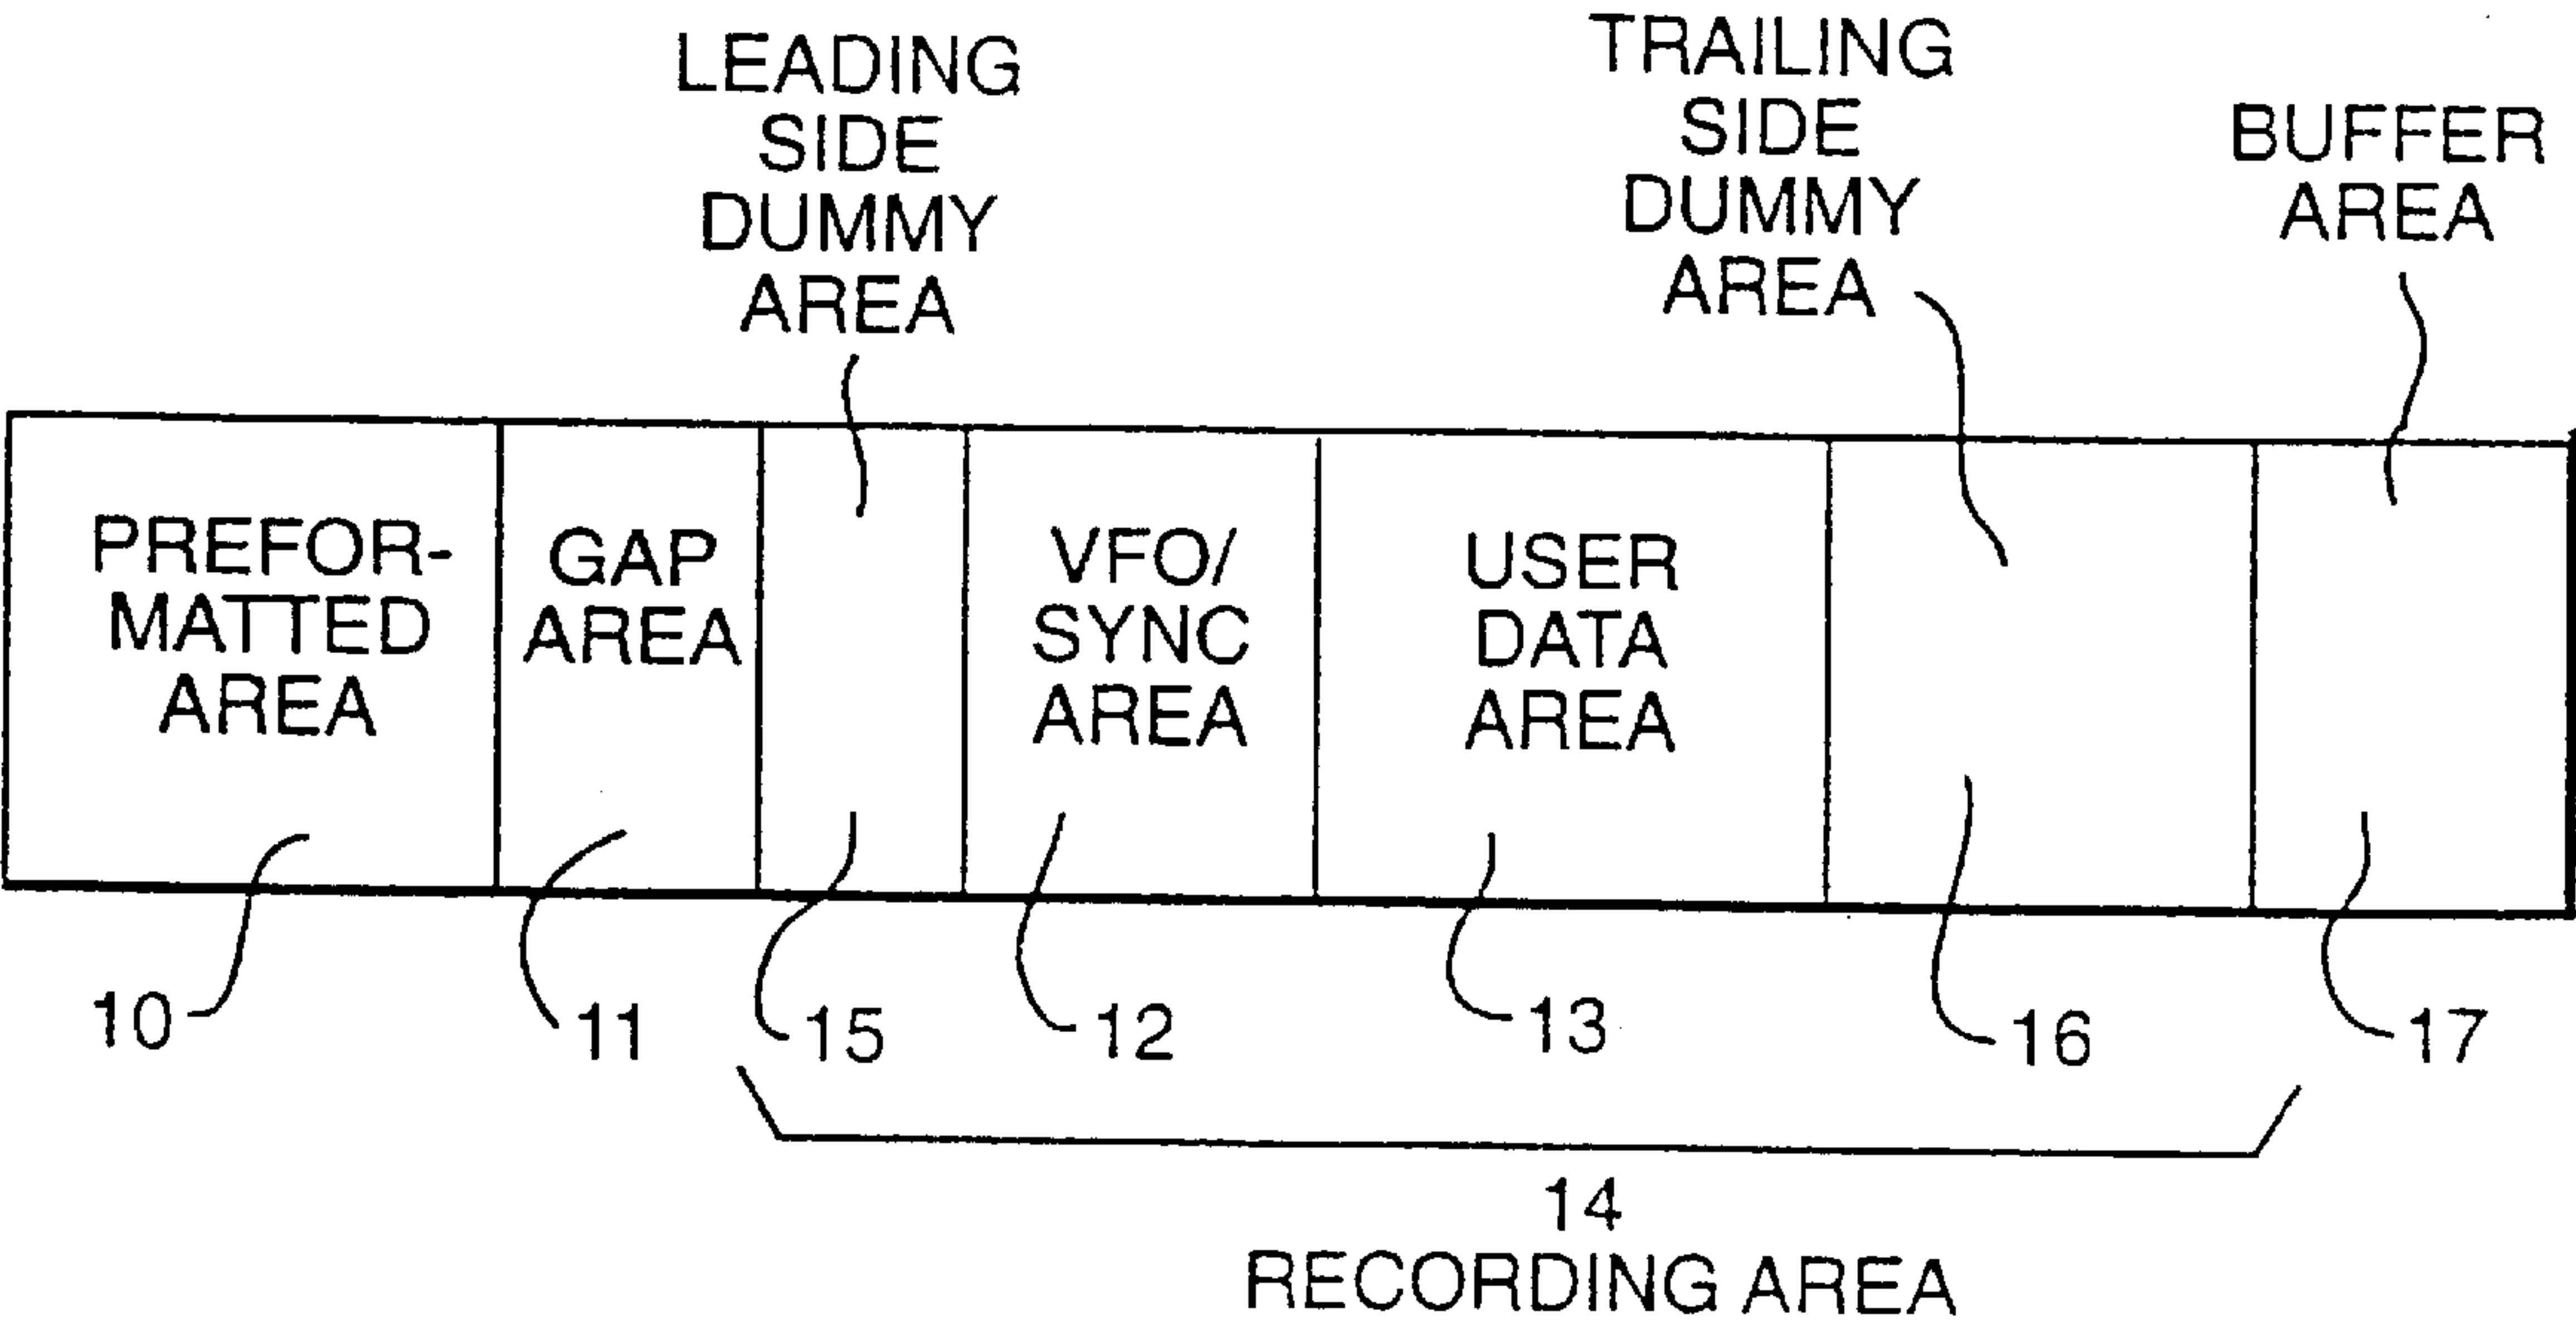 LEADING
SIDE
DUMMY
AREA
TRAILING
SIDE
DUMMY
AREA
BUFFER
AREA
PREFOR-
MATTED
AREA
GAP
AREA
VFO/
SYNC
AREA
USER
DATA
AREA
10
11
15
12
13
16
17
14
RECORDING AREA